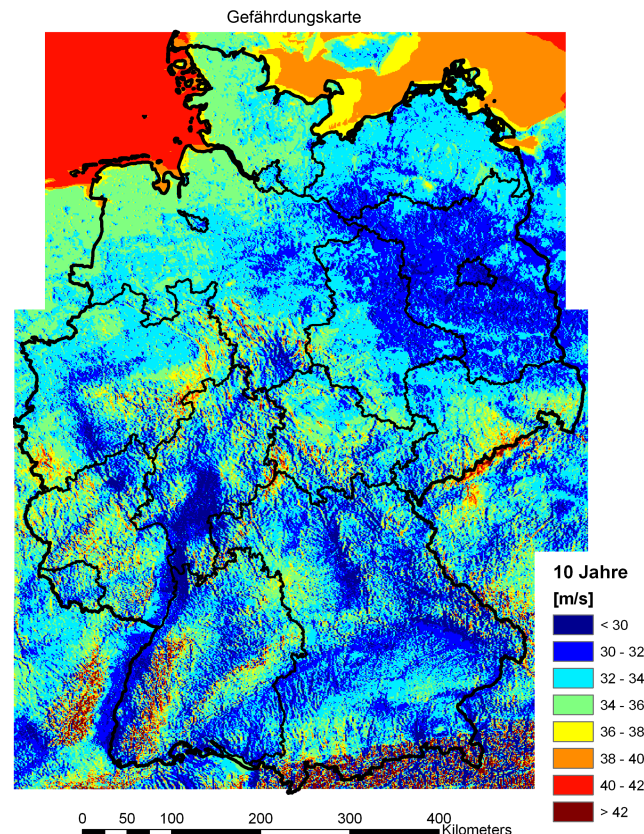 Gefährdungskarte
10 Jahre
[m/s]
< 30
30 - 32
32 - 34
34 - 36
36 - 38
38 - 40
40 - 42
> 42
0 50 100 200 300 400
Kilometers